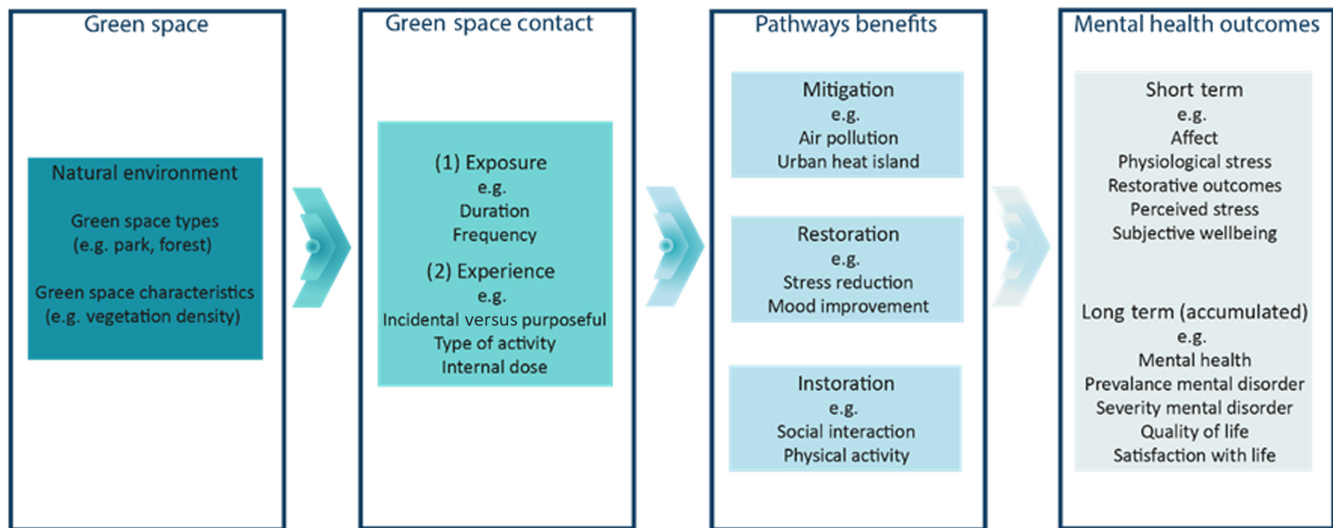 Green space
Natural environment
Green space types
(e.g. park, forest)
Green space characteristics
(e.g. vegetation density)
Green space contact
(1) Exposure
e.g.
Duration
Frequency
(2) Experience
e.g.
Incidental versus purposeful
Type of activity
Internal dose
Pathways benefits
Mitigation
e.g.
Air pollution
Urban heat island
Restoration
e.g.
Stress reduction
Mood improvement
Instoration
e.g.
Social interaction
Physical activity
Mental health outcomes
Short term
e.g.
Affect
Physiological stress
Restorative outcomes
Perceived stress
Subjective wellbeing
Long term (accumulated)
e.g.
Mental health
Prevalance mental disorder
Severity mental disorder
Quality of life
Satisfaction with life